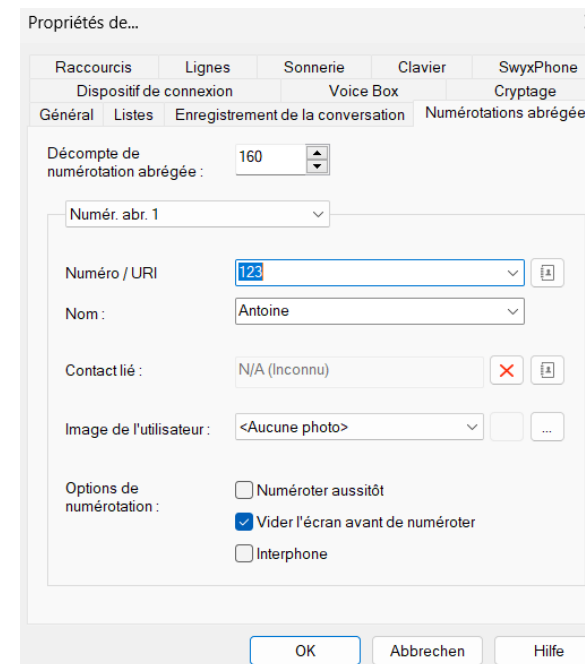 Propriétés de...
Raccourcis Lignes Sonnerie Clavier SwyxPhone
Dispositif de connexion Voice Box Cryptage
Général Listes Enregistrement de la conversation Numérotations abrégée
Décompte de
numérotation abrégée :
160
Numér. abr. 1
Numéro / URI 123
Nom : Antoine
Contact lié : N/A (Inconnu)
Image de l'utilisateur : <Aucune photo> ...
Options de
numérotation :
Numéroter aussitôt
Vider l'écran avant de numéroter
Interphone
OK Abbrechen Hilfe